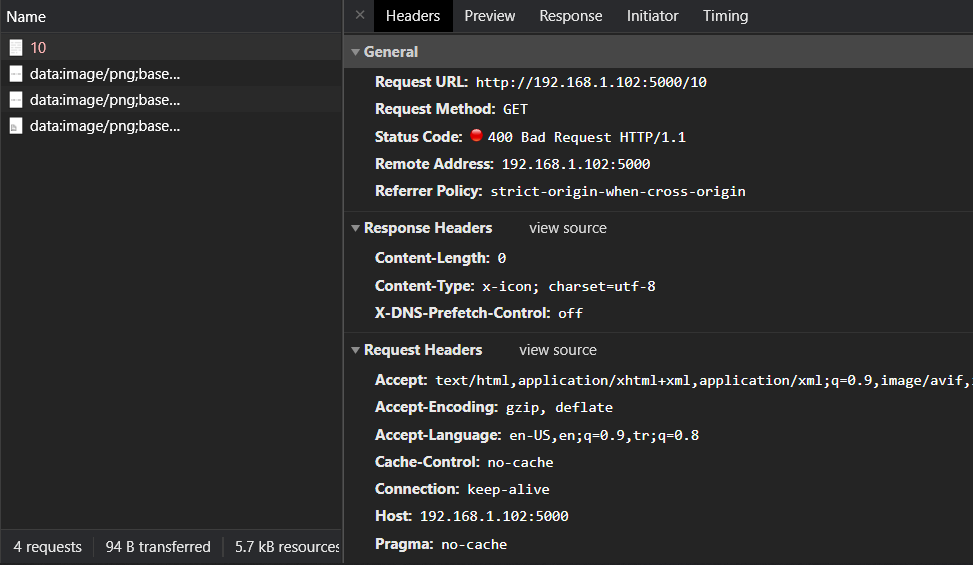 Name
10
data:image/png;base...
data:image/png;base...
data:image/png;base...
4 requests 94 B transferred 5.7 kB resources
Headers Preview Response Initiator Timing
General
Request URL: http://192.168.1.102:5000/10
Request Method: GET
Status Code: 400 Bad Request HTTP/1.1
Remote Address: 192.168.1.102:5000
Referrer Policy: strict-origin-when-cross-origin
Response Headers view source
Content-Length: 0
Content-Type: x-icon; charset=utf-8
X-DNS-Prefetch-Control: off
Request Headers view source
Accept: text/html,application/xhtml+xml,application/xml;q=0.9,image/avif,
Accept-Encoding: gzip, deflate
Accept-Language: en-US,en;q=0.9,tr;q=0.8
Cache-Control: no-cache
Connection: keep-alive
Host: 192.168.1.102:5000
Pragma: no-cache